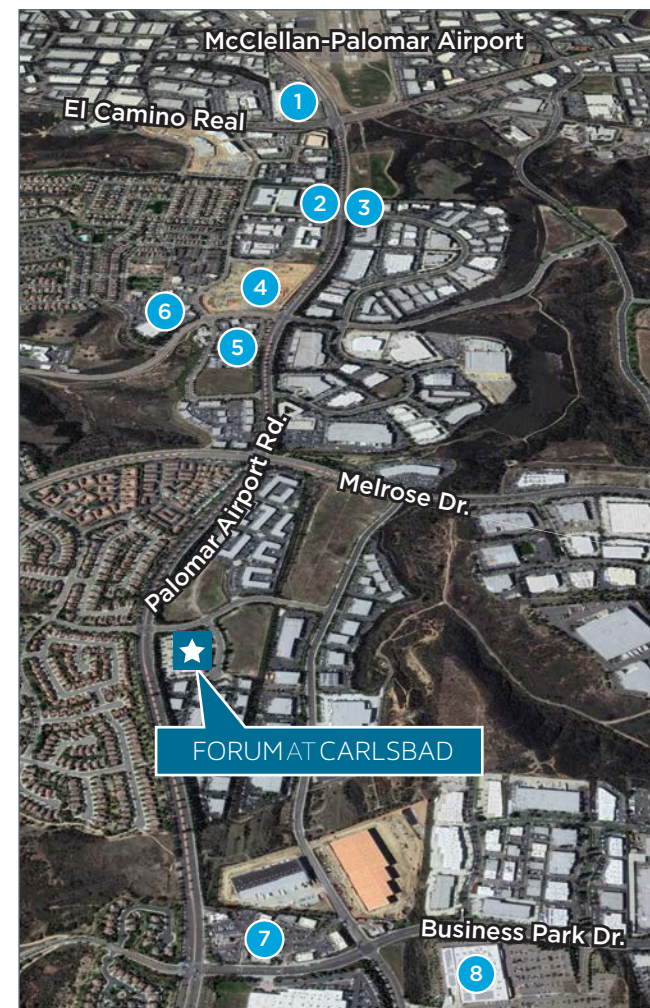 McClellan-Palomar Airport
1
El Camino Real
2
3
4
6
5
Palomar Airport Rd.
Melrose Dr.
FORUM AT CARLSBAD
7
Business Park Dr.
8